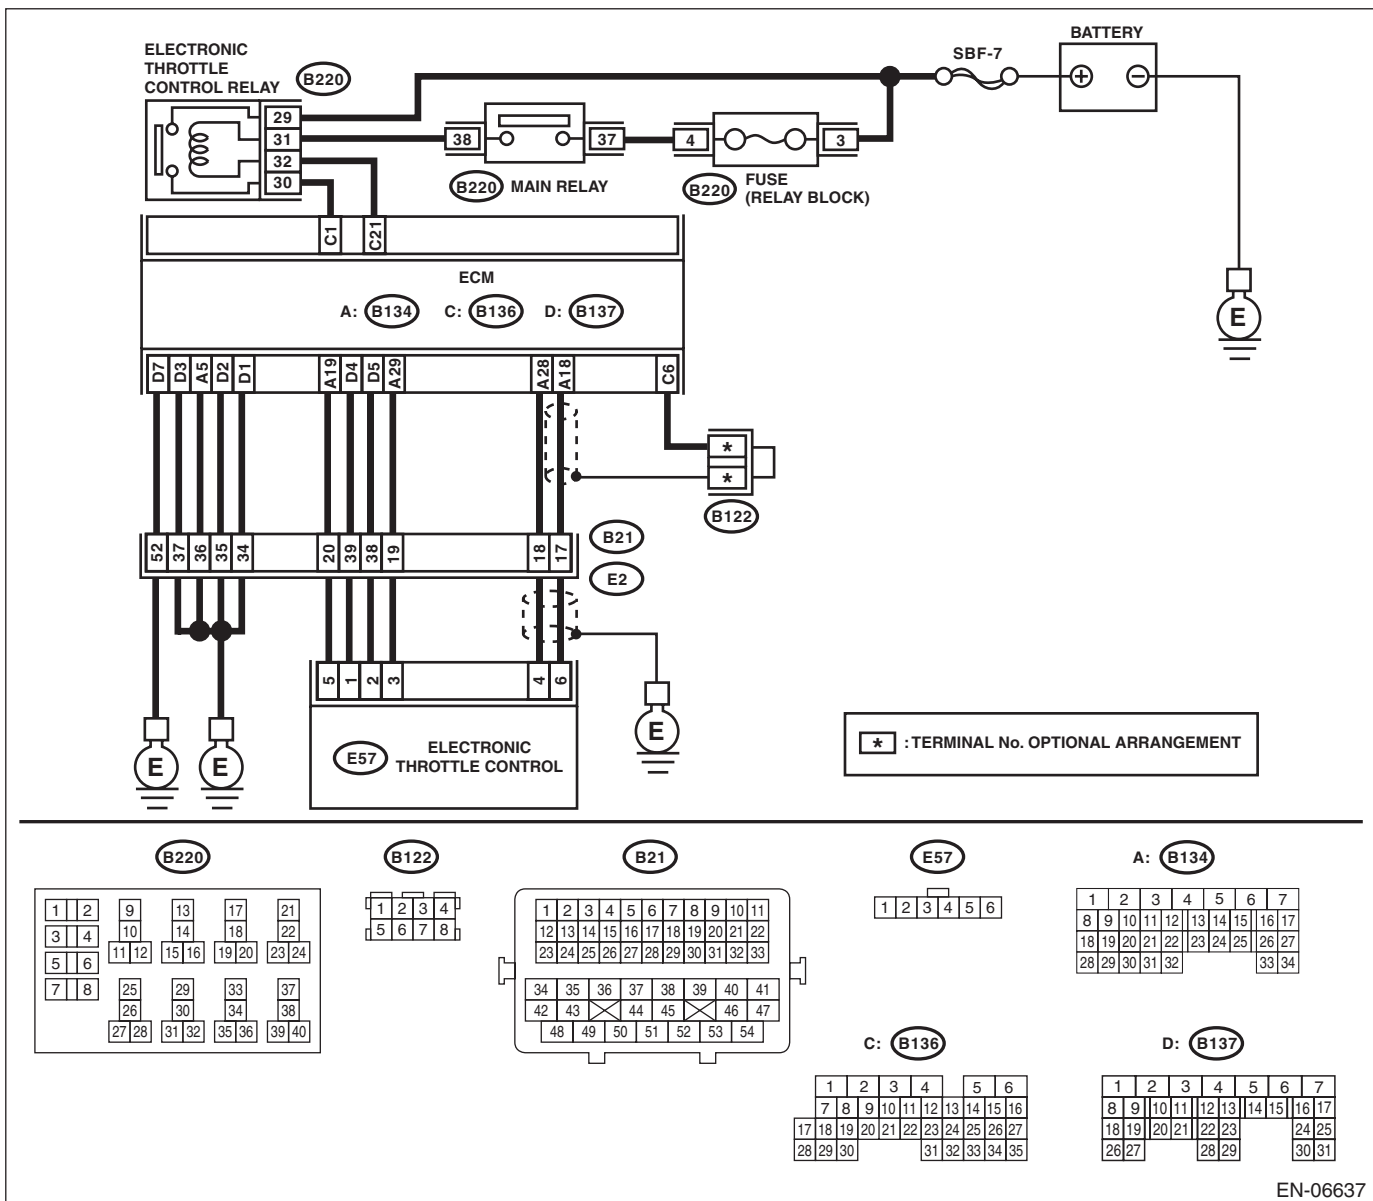 BATTERY
SBF-7
ELECTRONIC
THROTTLE
CONTROL RELAY
B220
29
31
32
30
38
37
4
3
B220 MAIN RELAY
B220 FUSE
(RELAY BLOCK)
C1 C21
ECM
A: B134 C: B136 D: B137
E
D7 D3 A5 D2 D1 A19 D4 D5 A29 A28 A18 C6
*
*
B122
52 37 36 35 34 20 39 38 19 18 17
B21
E2
5 1 2 3 4 6
E E E
E57 ELECTRONIC
THROTTLE CONTROL
* : TERMINAL No. OPTIONAL ARRANGEMENT
B220
1 2 9 13 17 21
10 14 18 22
3 4
11 12 15 16 19 20 23 24
5 6
7 8 25 29 33 37
26 30 34 38
27 28 31 32 35 36 39 40
B122
1 2 3 4
5 6 7 8
B21
1 2 3 4 5 6 7 8 9 10 11
12 13 14 15 16 17 18 19 20 21 22
23 24 25 26 27 28 29 30 31 32 33
34 35 36 37 38 39 40 41
42 43 44 45 46 47
48 49 50 51 52 53 54
E57
1 2 3 4 5 6
A: B134
1 2 3 4 5 6 7
8 9 10 11 12 13 14 15 16 17
18 19 20 21 22 23 24 25 26 27
28 29 30 31 32 33 34
C: B136
1 2 3 4 5 6
7 8 9 10 11 12 13 14 15 16
17 18 19 20 21 22 23 24 25 26 27
28 29 30 31 32 33 34 35
D: B137
1 2 3 4 5 6 7
8 9 10 11 12 13 14 15 16 17
18 19 20 21 22 23 24 25
26 27 28 29 30 31
EN-06637